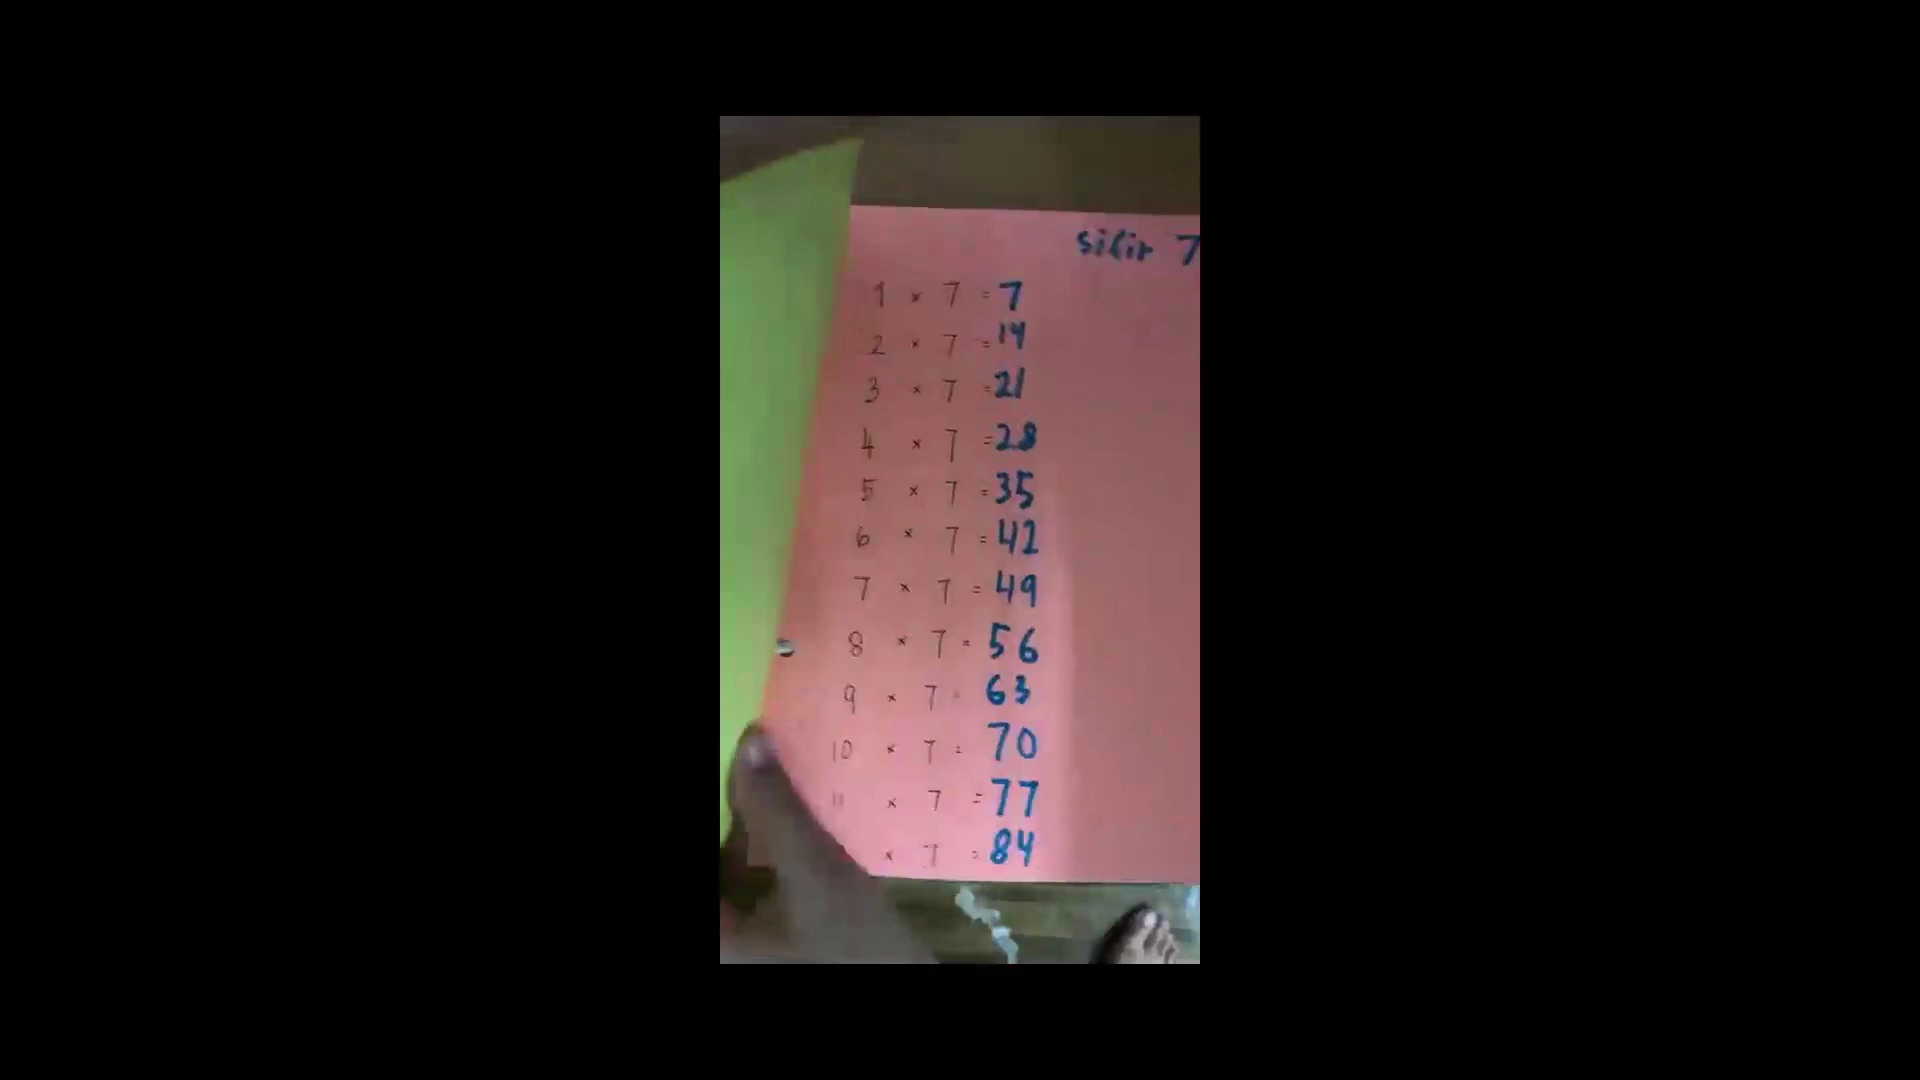 sifir 7
1 × 7 = 7
2 × 7 = 14
3 × 7 = 21
4 × 7 = 28
5 × 7 = 35
6 × 7 = 42
7 × 7 = 49
8 × 7 = 56
9 × 7 = 63
10 × 7 = 70
11 × 7 = 77
× 7 = 84